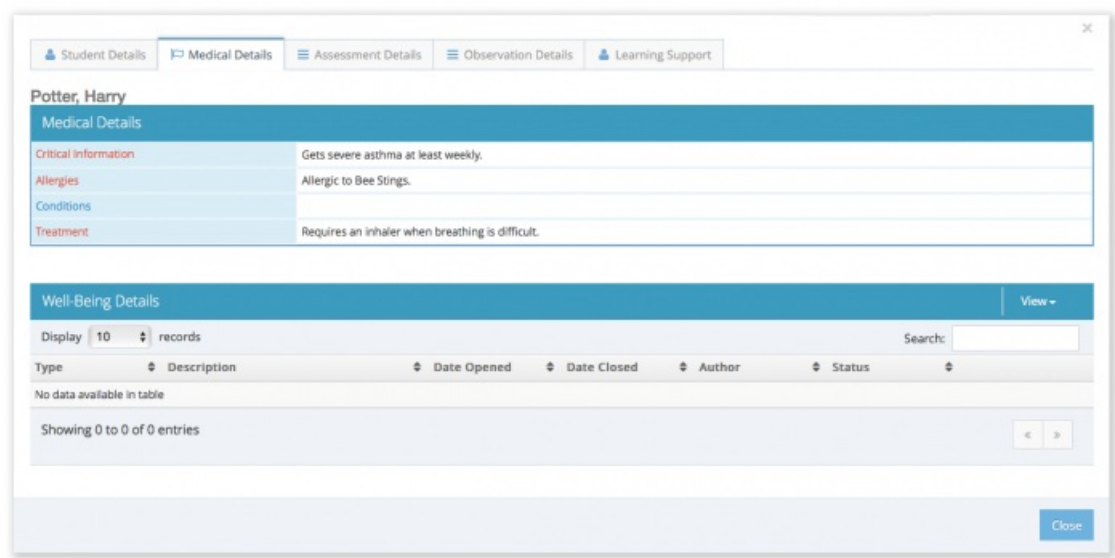 ×
Student Details Medical Details Assessment Details Observation Details Learning Support
Potter, Harry
Medical Details
Critical Information Gets severe asthma at least weekly.
Allergies Allergic to Bee Stings.
Conditions
Treatment Requires an inhaler when breathing is difficult.
Well-Being Details View
Display 10 records Search:
Type Description Date Opened Date Closed Author Status
No data available in table
Showing 0 to 0 of 0 entries « »
Close